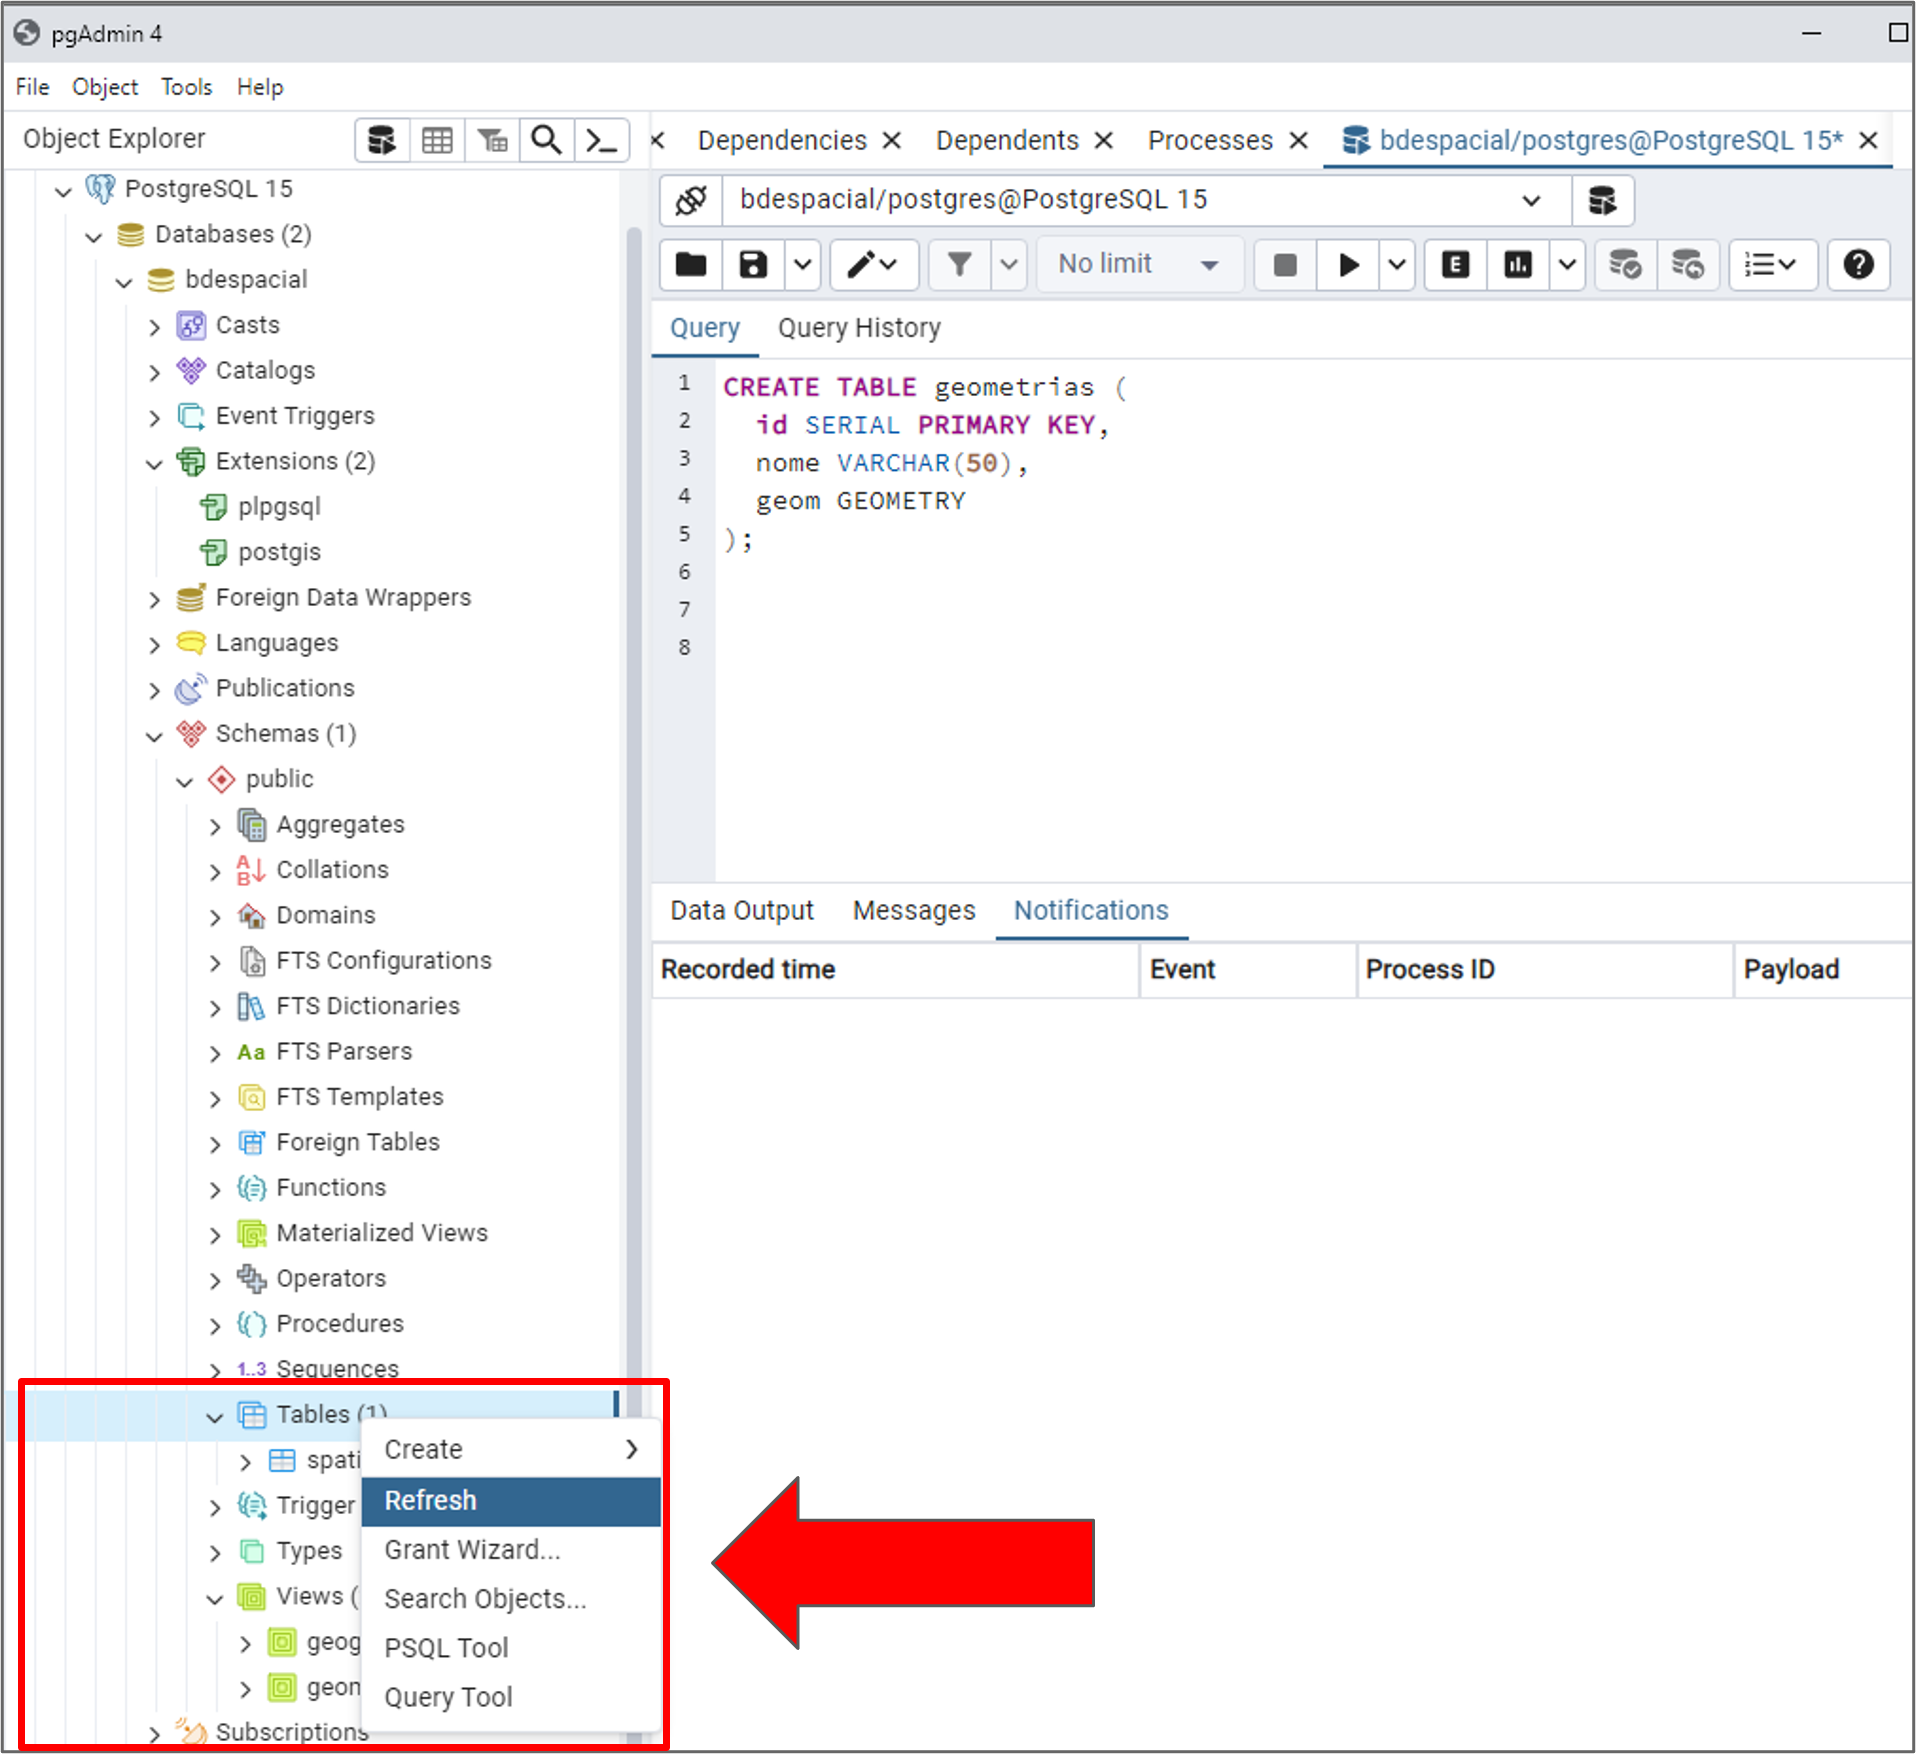 pgAdmin 4
File Object Tools Help
Object Explorer
Dependencies Dependents Processes bdespacial/postgres@PostgreSQL 15*
PostgreSQL 15
Databases (2)
bdespacial
Casts
Catalogs
Event Triggers
Extensions (2)
plpgsql
postgis
Foreign Data Wrappers
Languages
Publications
Schemas (1)
public
Aggregates
Collations
Domains
FTS Configurations
FTS Dictionaries
Aa FTS Parsers
FTS Templates
Foreign Tables
Functions
Materialized Views
Operators
Procedures
1..3 Sequences
Tables (1)
spati
Trigger
Types
Views (
geog
geom
Subscriptions
Create
Refresh
Grant Wizard...
Search Objects...
PSQL Tool
Query Tool
bdespacial/postgres@PostgreSQL 15
No limit
E
Query Query History
1 CREATE TABLE geometrias (
2 id SERIAL PRIMARY KEY,
3 nome VARCHAR(50),
4 geom GEOMETRY
5 );
6
7
8
Data Output Messages Notifications
Recorded time Event Process ID Payload